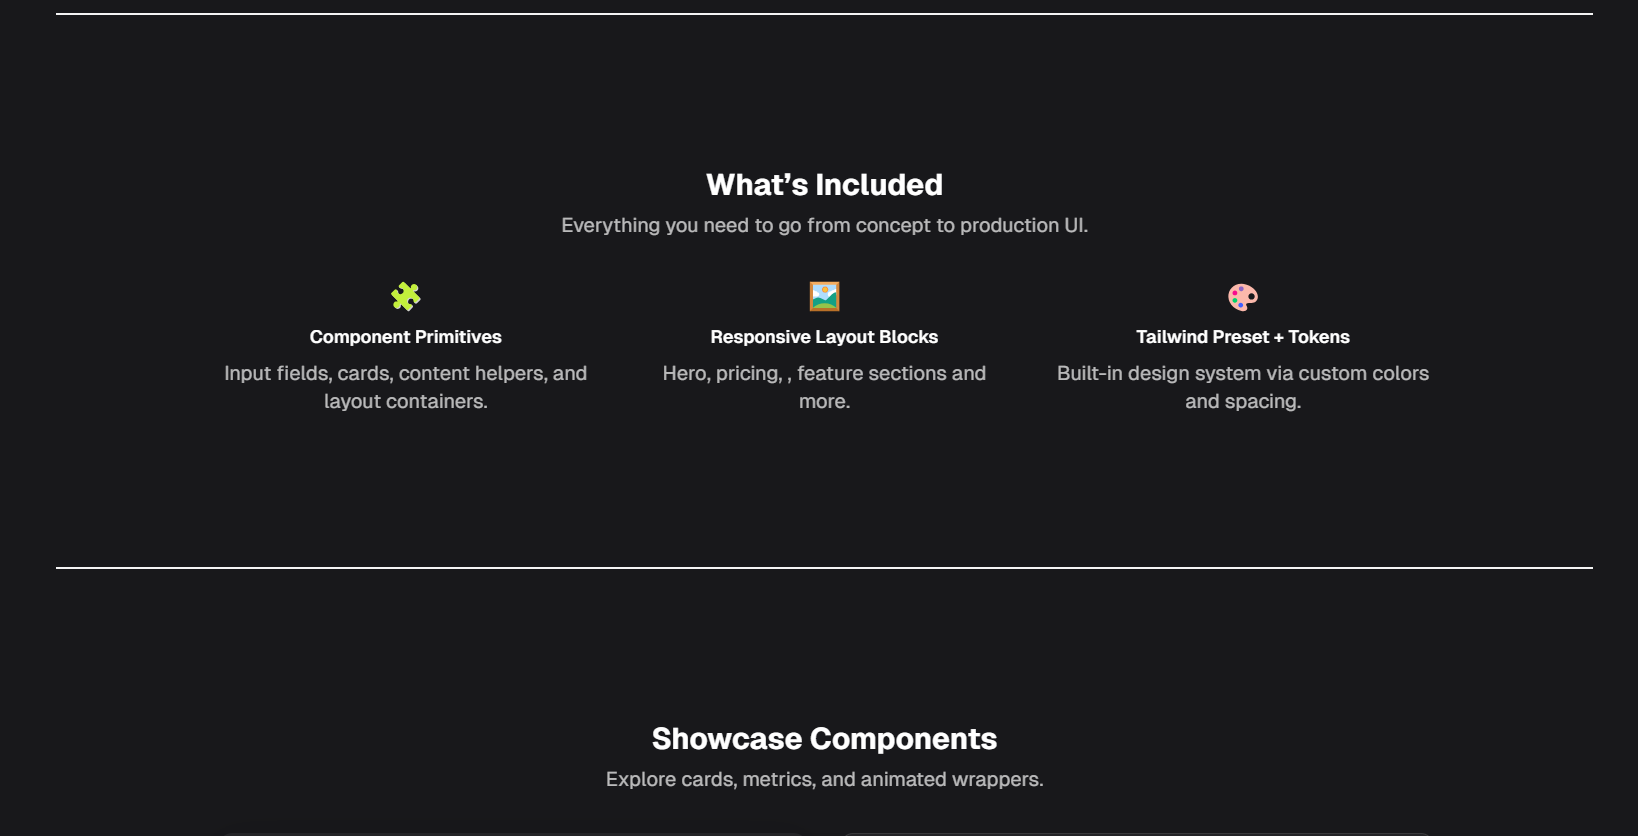 What’s Included
Everything you need to go from concept to production UI.
Component Primitives
Input fields, cards, content helpers, and
layout containers.
Responsive Layout Blocks
Hero, pricing, , feature sections and
more.
Tailwind Preset + Tokens
Built-in design system via custom colors
and spacing.
Showcase Components
Explore cards, metrics, and animated wrappers.